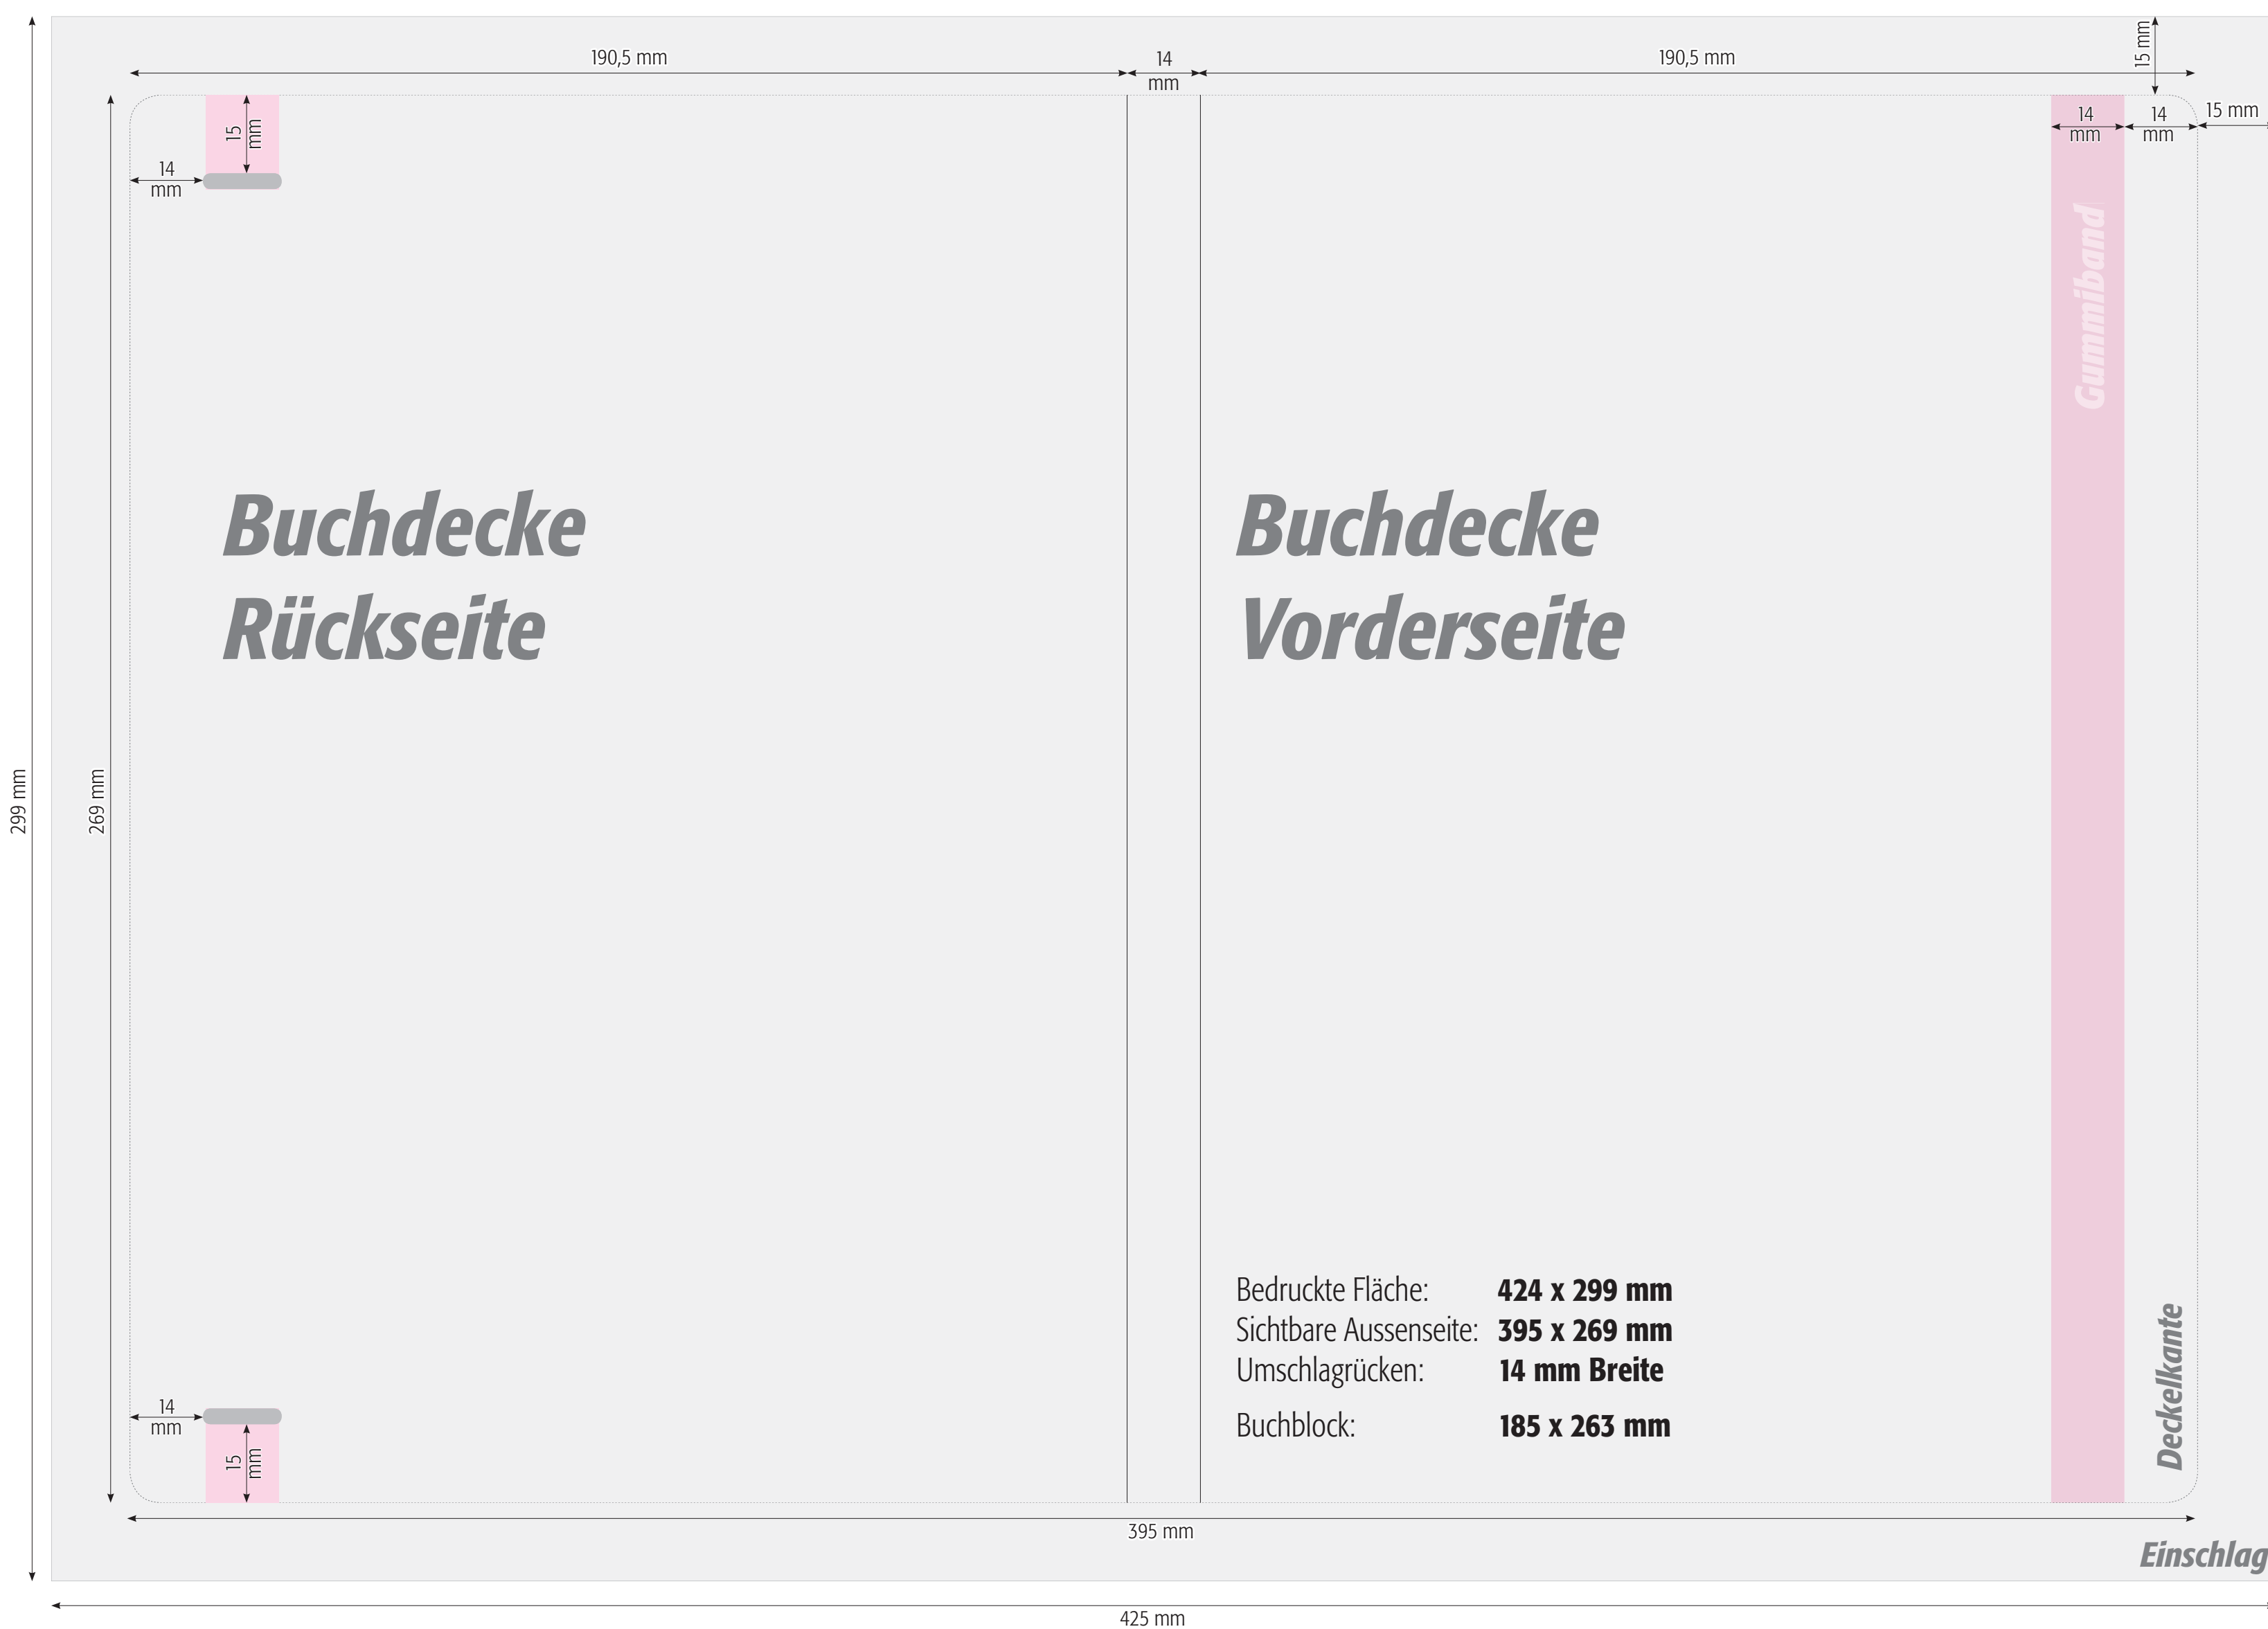 190,5 mm
14
mm
190,5 mm
15 mm
15
mm
14
mm
14
mm
14
mm
15 mm
Gummiband
Buchdecke
Rückseite
Buchdecke
Vorderseite
299 mm
269 mm
Bedruckte Fläche: 424 x 299 mm
Sichtbare Aussenseite: 395 x 269 mm
Umschlagrücken: 14 mm Breite
Buchblock: 185 x 263 mm
Deckelkante
14
mm
15
mm
395 mm
Einschlag
425 mm